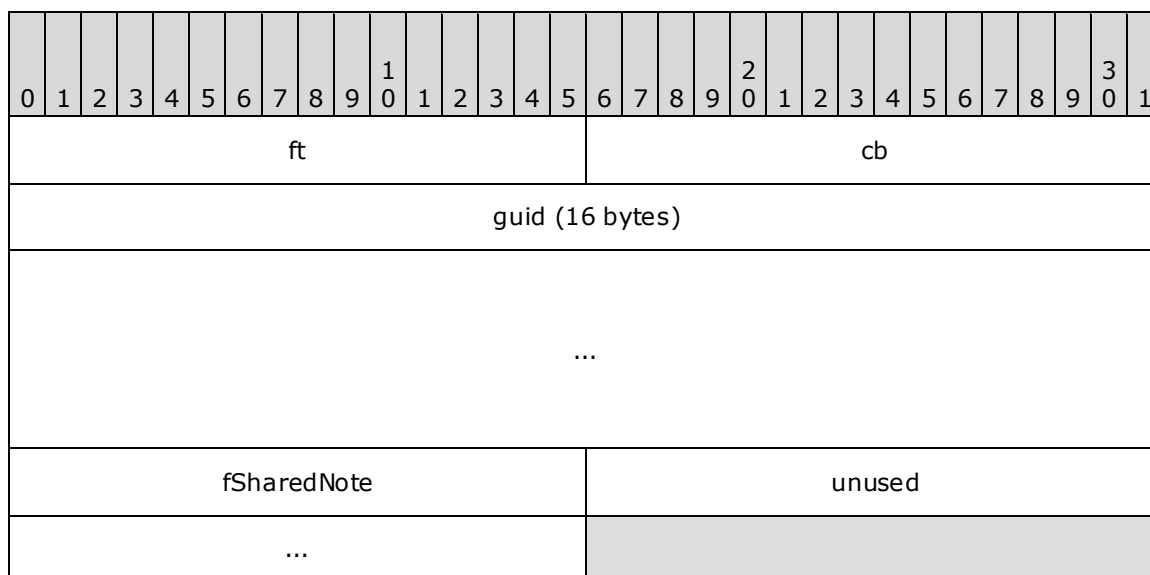 0 1 2 3 4 5 6 7 8 9 1 0 1 2 3 4 5 6 7 8 9 2 0 1 2 3 4 5 6 7 8 9 3 0 1
ft cb
guid (16 bytes)
...
fSharedNote unused
...